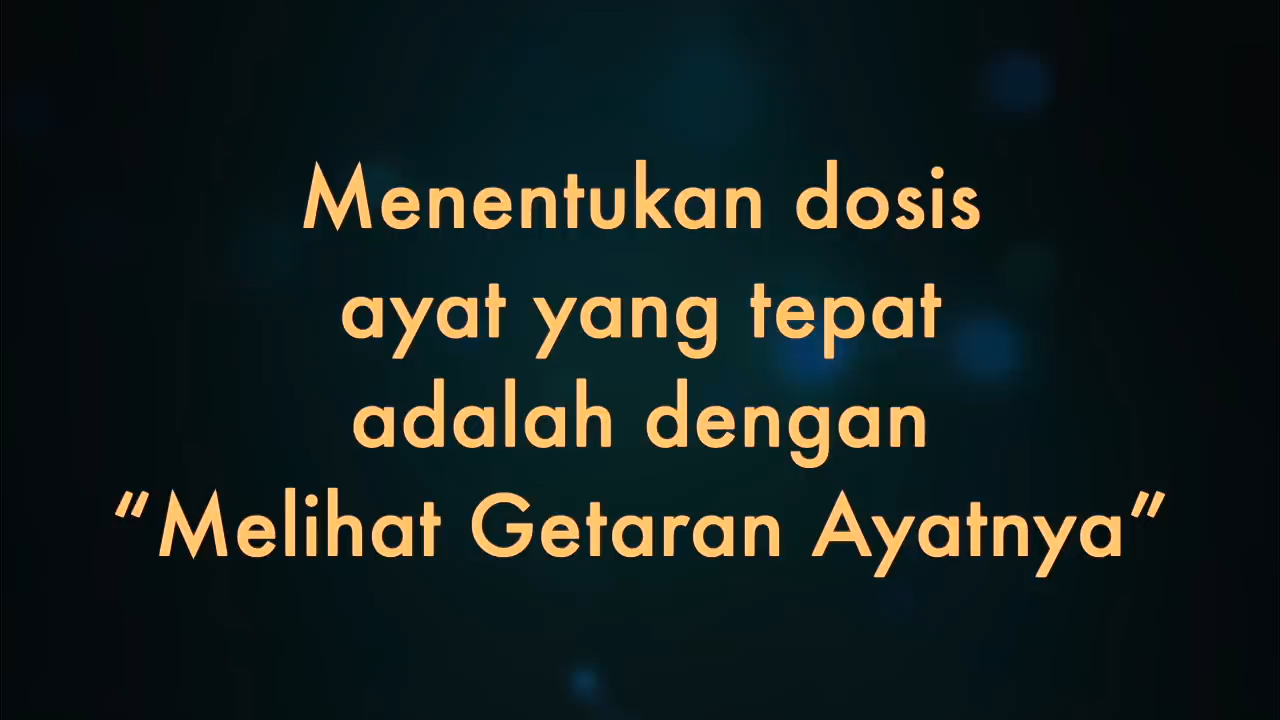 Menentukan dosis
ayat yang tepat
adalah dengan
“Melihat Getaran Ayatnya”